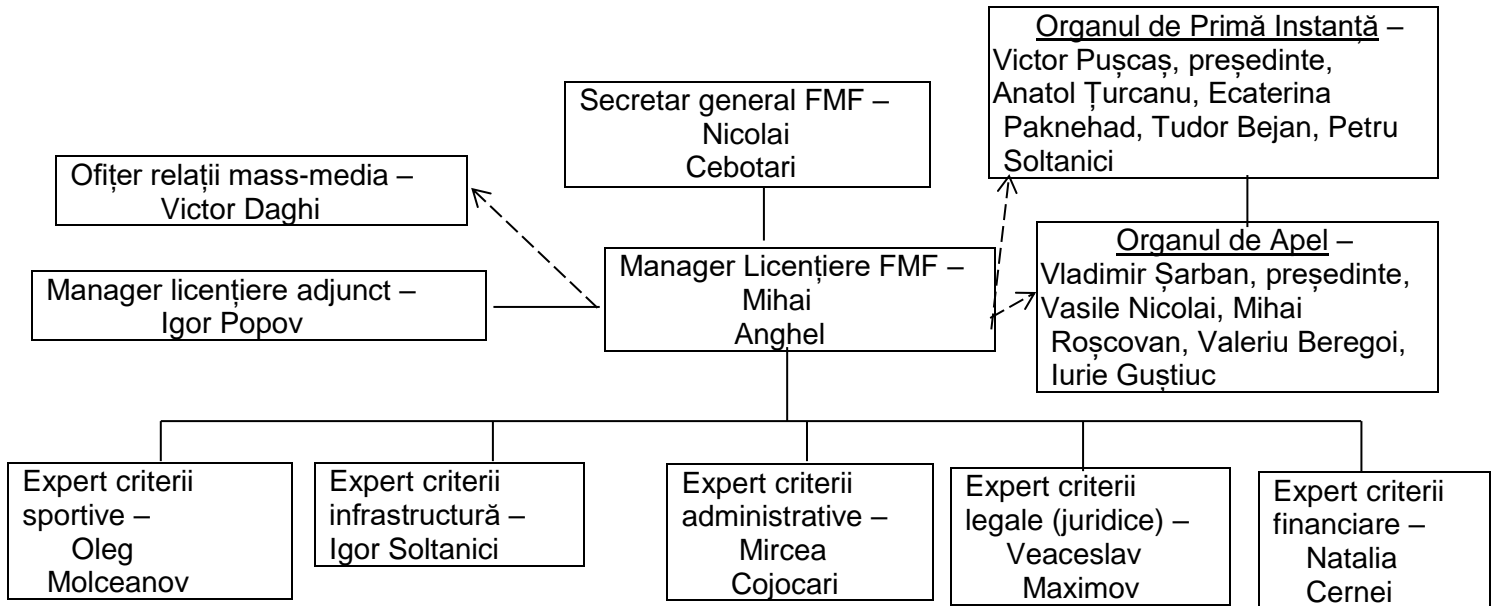 Organul de Primă Instanță –
Victor Pușcaș, președinte,
Anatol Țurcanu, Ecaterina
Paknehad, Tudor Bejan, Petru
Soltanici
Secretar general FMF –
Nicolai
Cebotari
Ofițer relații mass-media –
Victor Daghi
Organul de Apel –
Vladimir Șarban, președinte,
Vasile Nicolai, Mihai
Roșcovan, Valeriu Beregoi,
Iurie Guștiuc
Manager Licențiere FMF –
Mihai
Anghel
Manager licențiere adjunct –
Igor Popov
Expert criterii
sportive –
Oleg
Molceanov
Expert criterii
infrastructură –
Igor Soltanici
Expert criterii
administrative –
Mircea
Cojocari
Expert criterii
legale (juridice) –
Veaceslav
Maximov
Expert criterii
financiare –
Natalia
Cernei